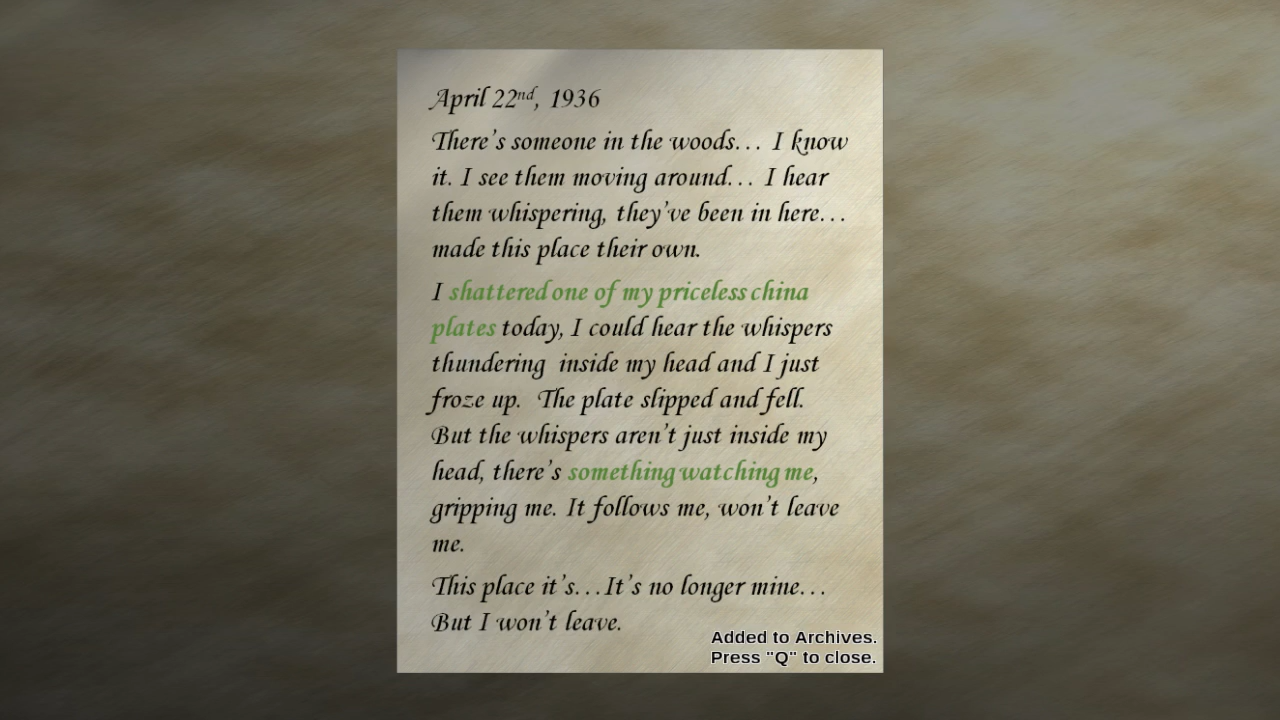 April 22nd, 1936
There's someone in the woods... I know
it. I see them moving around... I hear
them whispering, they've been in here...
made this place their own.
I shattered one of my priceless china
plates today, I could hear the whispers
thundering  inside my head and I just
froze up.  The plate slipped and fell.
But the whispers aren't just inside my
head, there's something watching me,
gripping me. It follows me, won't leave
me.
This place it's...It's no longer mine...
But I won't leave.
Added to Archives.
Press "Q" to close.